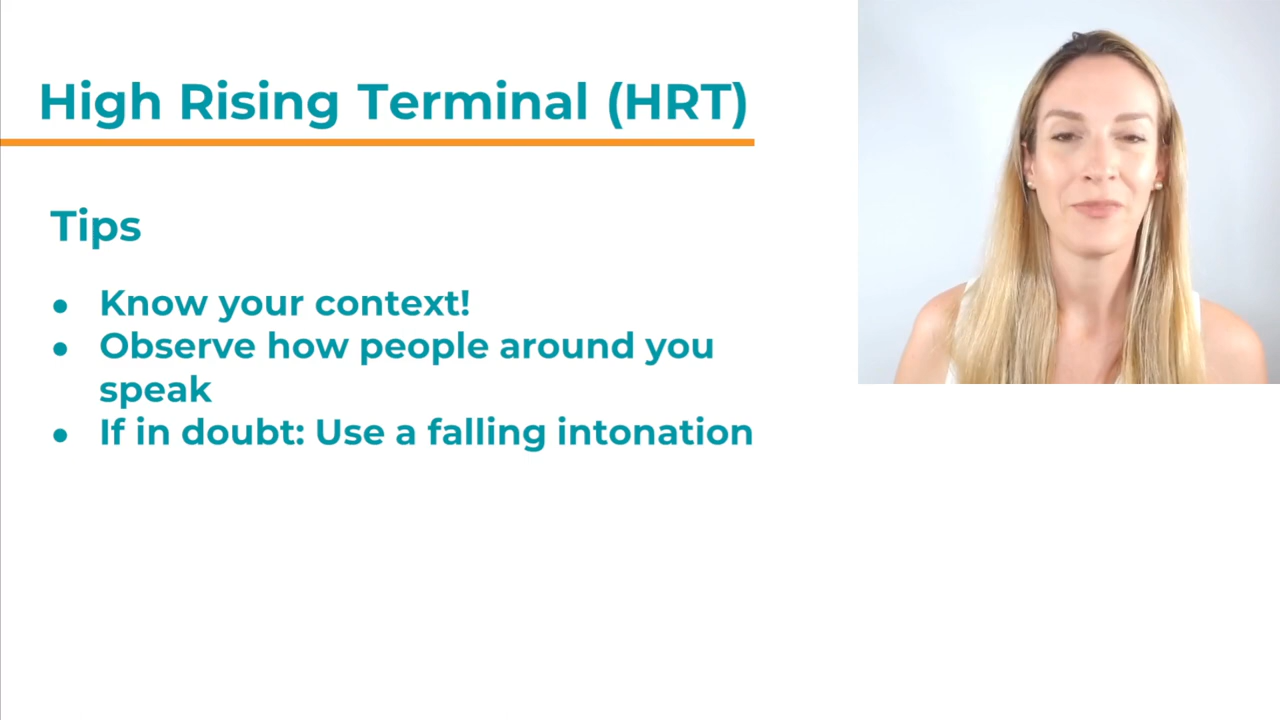 High Rising Terminal (HRT)
Tips
● Know your context!
● Observe how people around you
speak
● If in doubt: Use a falling intonation